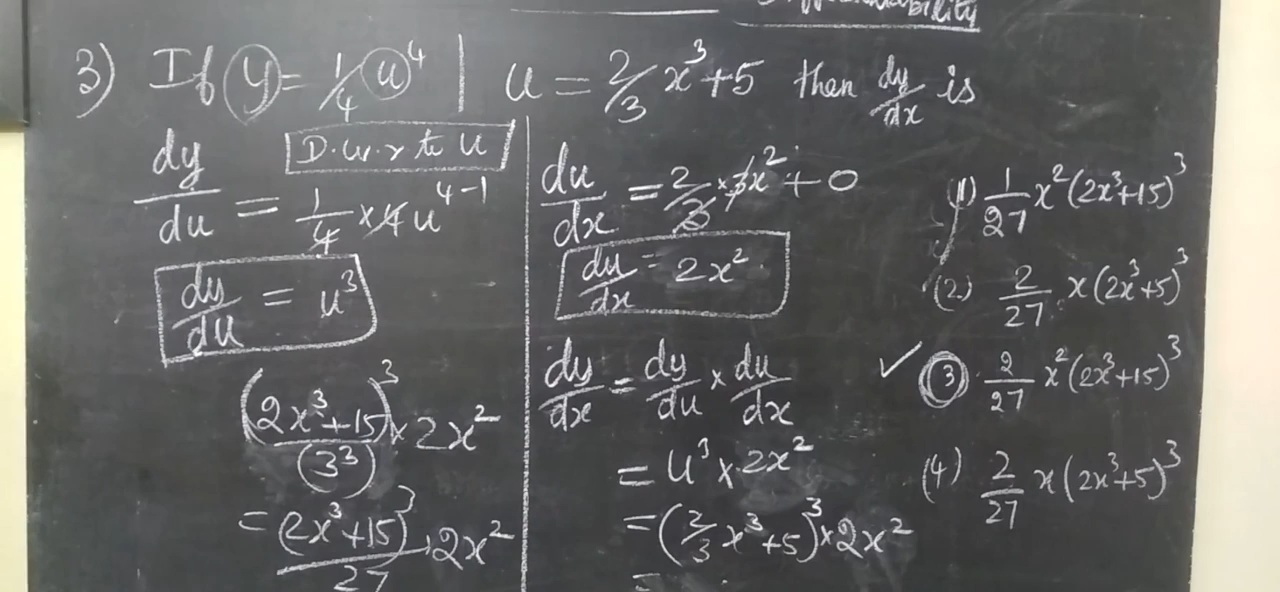 3) If y = 1/4 u^4 | u = 2/3 x^3 + 5 then dy/dx is
D.w.r to u
dy/du = 1/4 × 4 u^(4-1)
dy/du = u^3
du/dx = 2/3 × 3x^2 + 0
du/dx = 2x^2
dy/dx = dy/du × du/dx
= u^3 × 2x^2
= (2/3 x^3 + 5)^3 × 2x^2
=
(2x^3 + 15)^3 / (3^3) × 2x^2
= (2x^3 + 15)^3 / 27 · 2x^2
(1) 1/27 x^2 (2x^3 + 15)^3
(2) 2/27 x (2x^3 + 5)^3
✓ (3) 2/27 x^2 (2x^3 + 15)^3
(4) 2/27 x (2x^3 + 5)^3